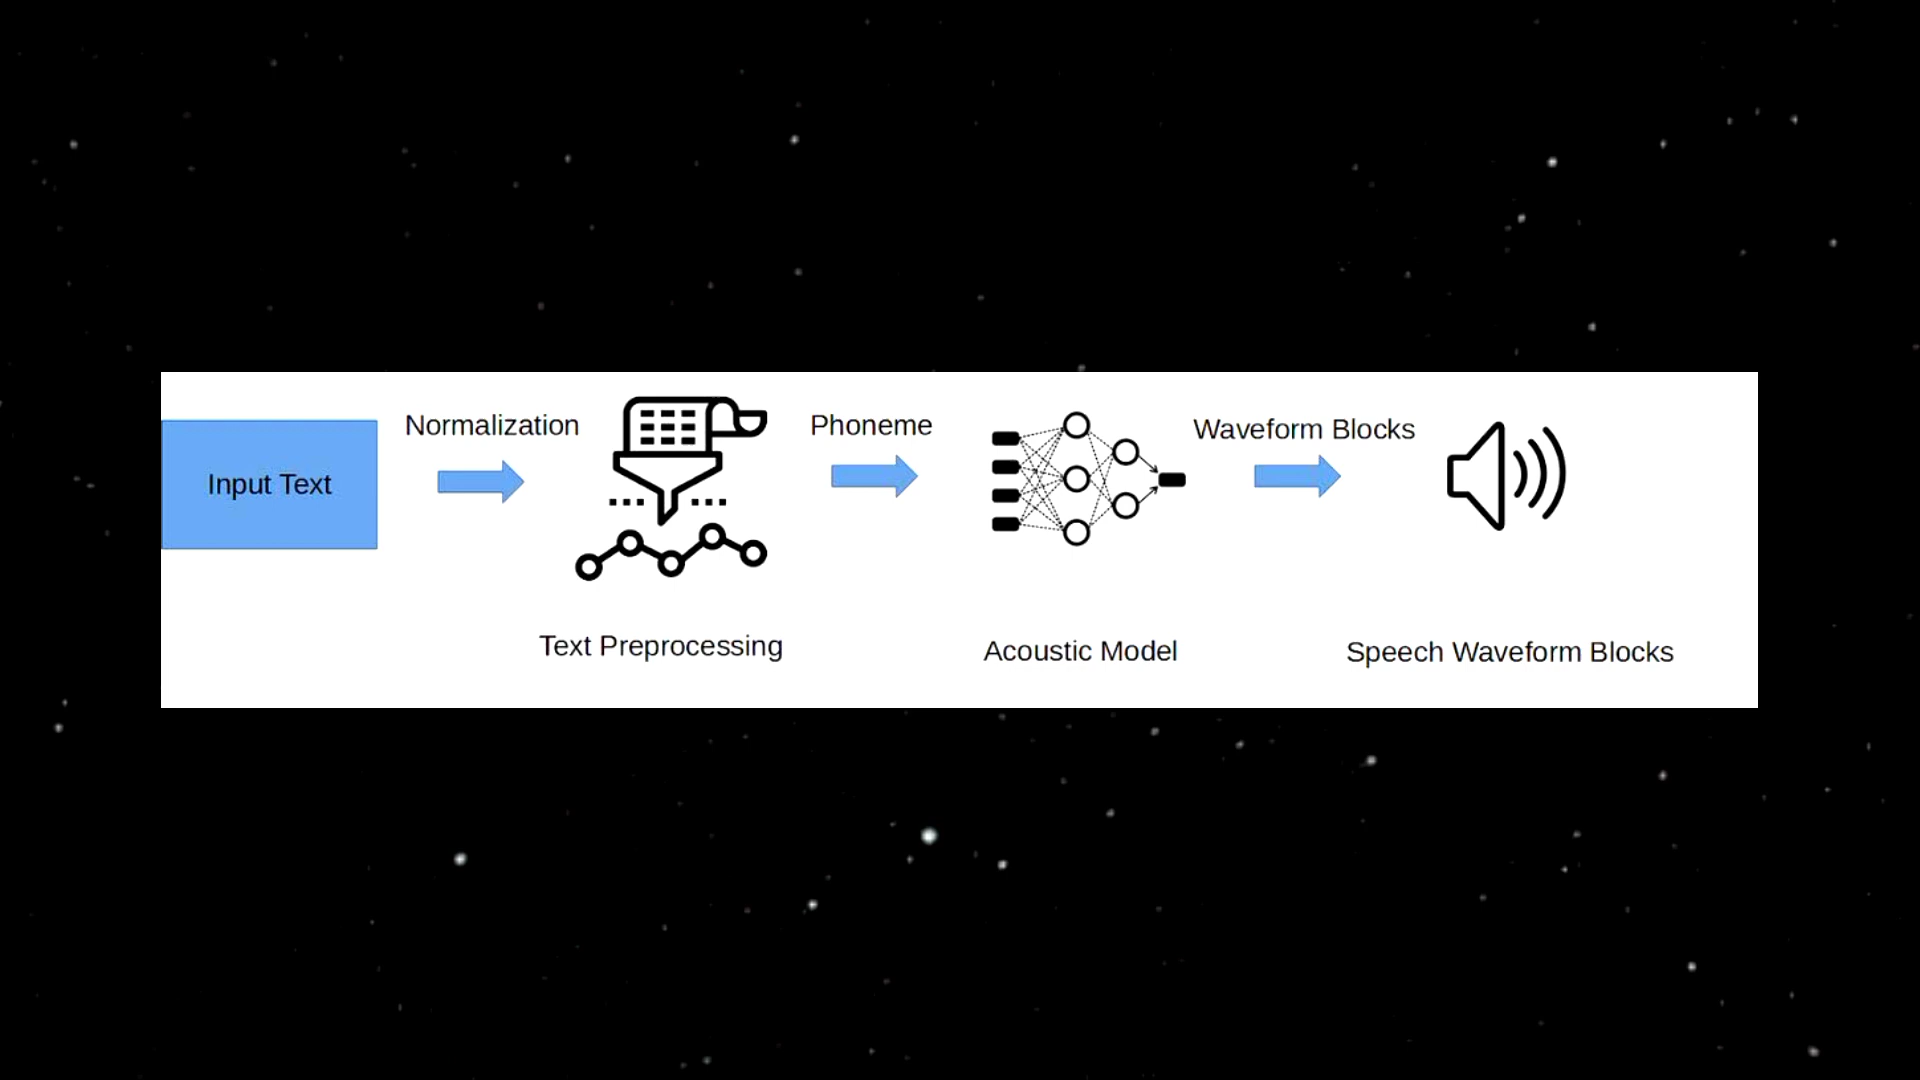 Input Text
Normalization
Text Preprocessing
Phoneme
Acoustic Model
Waveform Blocks
Speech Waveform Blocks